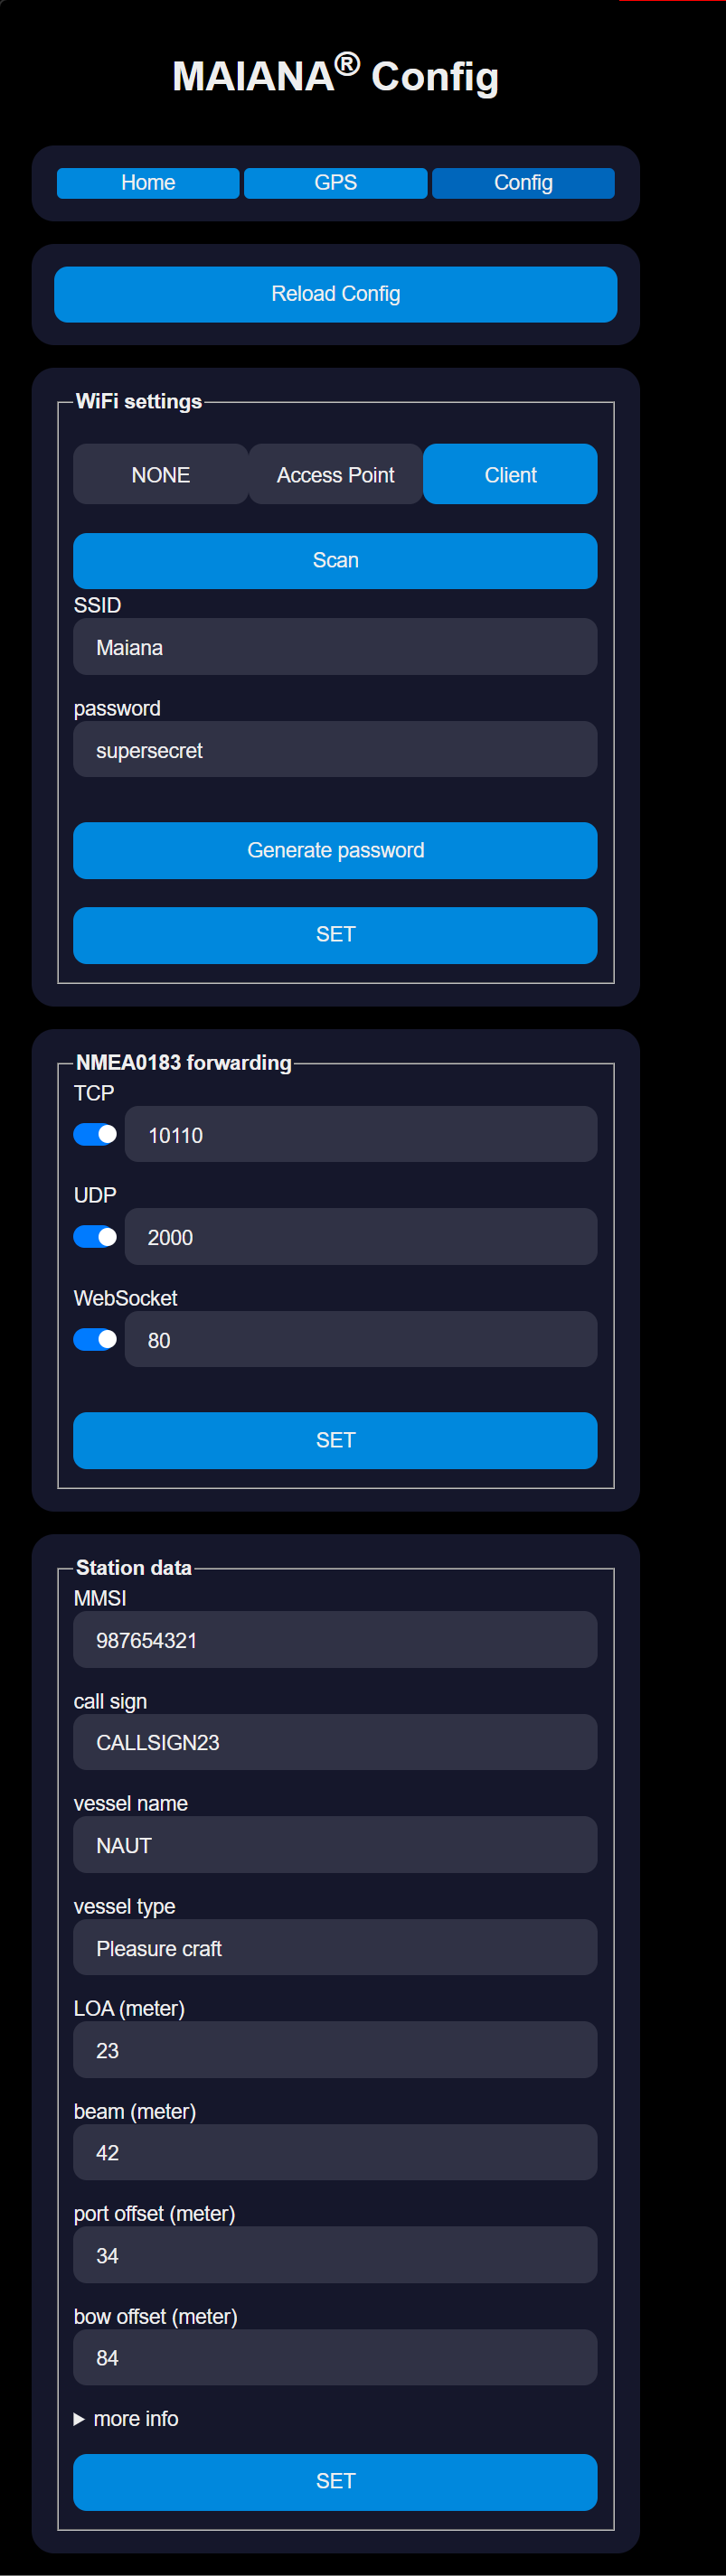 MAIANA® Config
Home GPS Config
Reload Config
WiFi settings
NONE Access Point Client
Scan
SSID
Maiana
password
supersecret
Generate password
SET
NMEA0183 forwarding
TCP
10110
UDP
2000
WebSocket
80
SET
Station data
MMSI
987654321
call sign
CALLSIGN23
vessel name
NAUT
vessel type
Pleasure craft
LOA (meter)
23
beam (meter)
42
port offset (meter)
34
bow offset (meter)
84
more info
SET